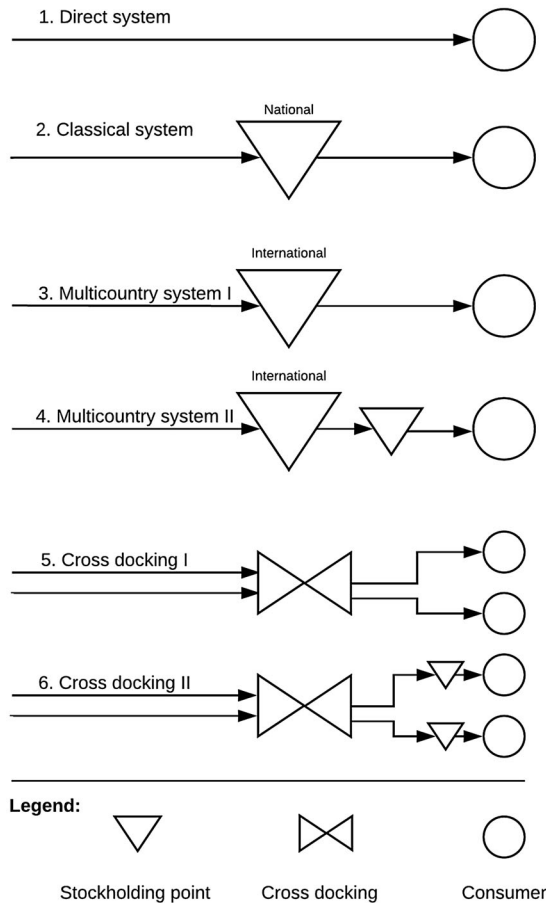 1. Direct system
National
2. Classical system
International
3. Multicountry system I
International
4. Multicountry system II
5. Cross docking I
6. Cross docking II
Legend:
Stockholding point Cross docking Consumer